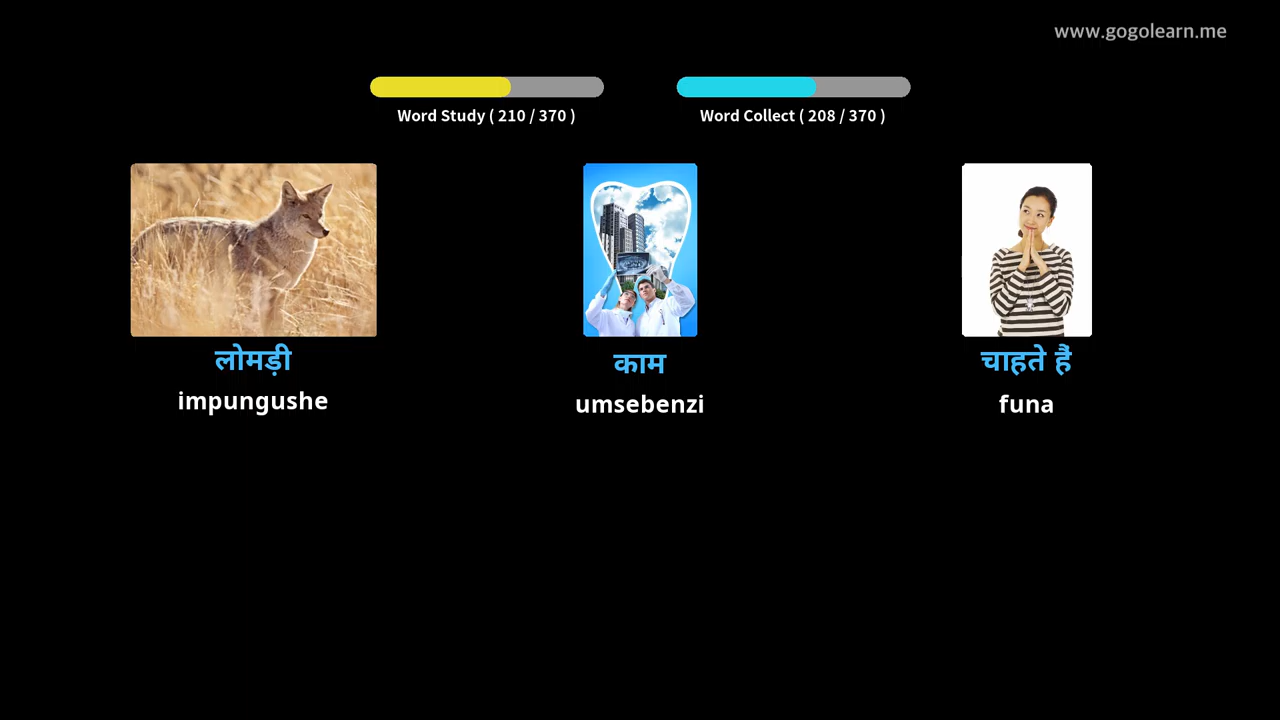 www.gogolearn.me
Word Study ( 210 / 370 )
Word Collect ( 208 / 370 )
लोमड़ी
impungushe
काम
umsebenzi
चाहते हैं
funa